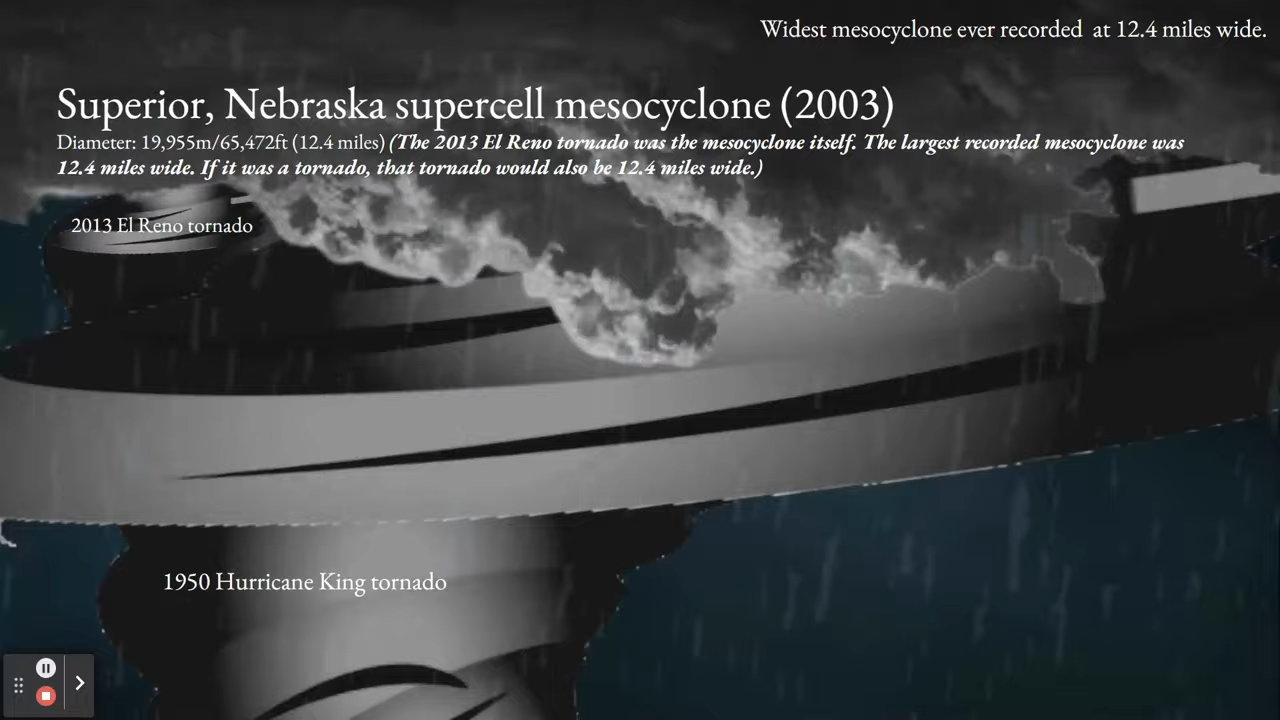 Widest mesocyclone ever recorded  at 12.4 miles wide.
Superior, Nebraska supercell mesocyclone (2003)
Diameter: 19,955m/65,472ft (12.4 miles) (The 2013 El Reno tornado was the mesocyclone itself. The largest recorded mesocyclone was
12.4 miles wide. If it was a tornado, that tornado would also be 12.4 miles wide.)
2013 El Reno tornado
1950 Hurricane King tornado